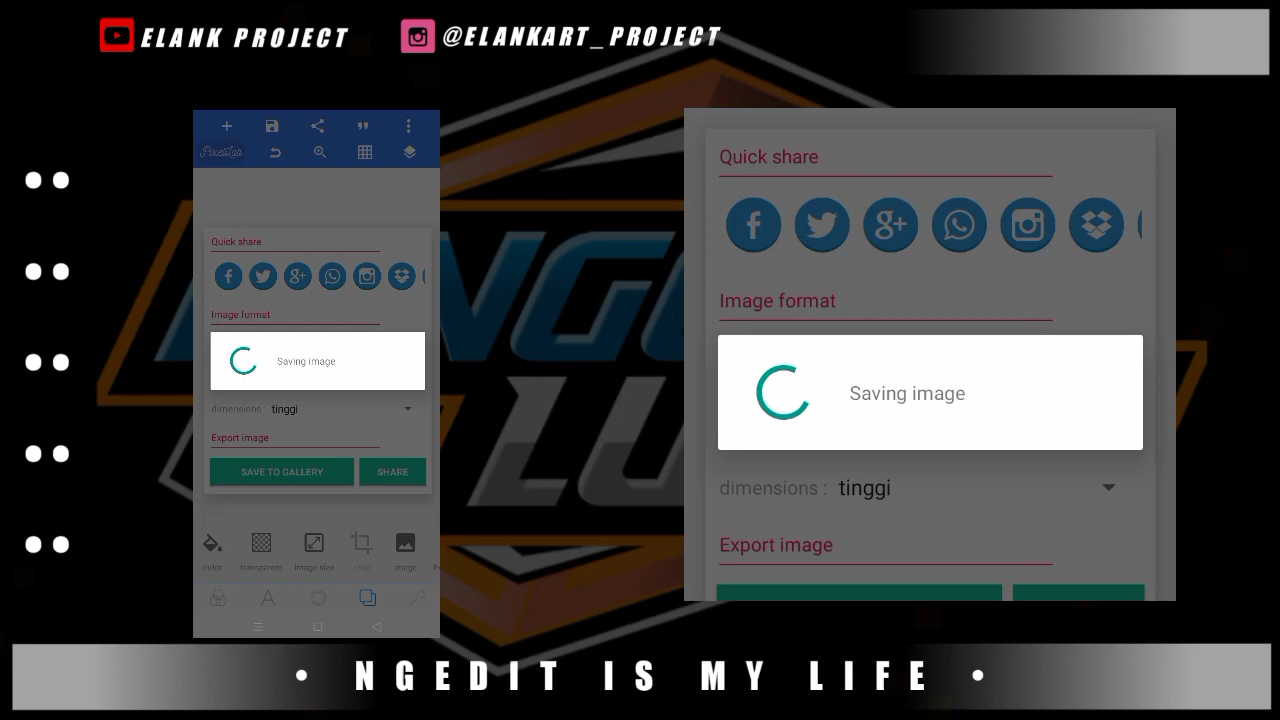 ELANK PROJECT
@ELANKART_PROJECT
PixelLab
Quick share
Image format
Saving image
dimensions : tinggi
Export image
SAVE TO GALLERY
SHARE
color
transparent
image size
crop
image
Quick share
Image format
Saving image
dimensions : tinggi
Export image
• NGEDIT IS MY LIFE •